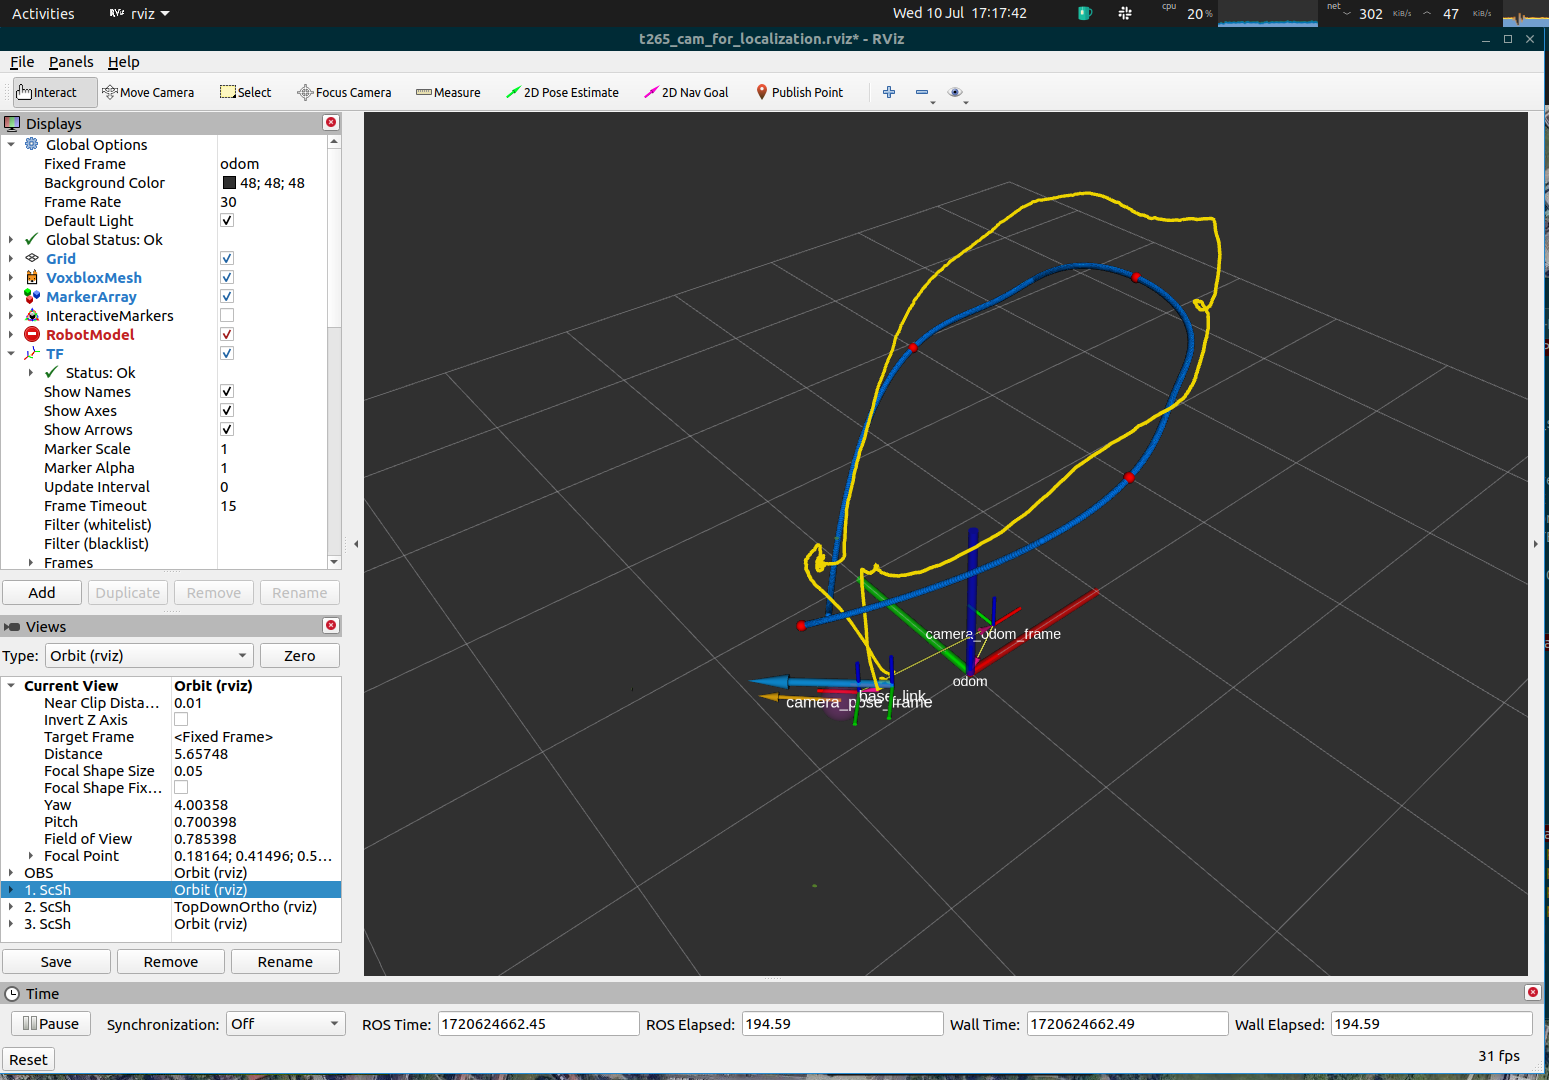 Activities
RViz rviz
Wed 10 Jul 17:17:42
cpu 20 %
net 302 KiB/s 47 KiB/s
t265_cam_for_localization.rviz* - RViz
File Panels Help
Interact Move Camera Select Focus Camera Measure 2D Pose Estimate 2D Nav Goal Publish Point
Displays
Global Options
Fixed Frame odom
Background Color 48; 48; 48
Frame Rate 30
Default Light
Global Status: Ok
Grid
VoxbloxMesh
MarkerArray
InteractiveMarkers
RobotModel
TF
Status: Ok
Show Names
Show Axes
Show Arrows
Marker Scale 1
Marker Alpha 1
Update Interval 0
Frame Timeout 15
Filter (whitelist)
Filter (blacklist)
Frames
Add Duplicate Remove Rename
Views
Type: Orbit (rviz) Zero
Current View Orbit (rviz)
Near Clip Dista... 0.01
Invert Z Axis
Target Frame <Fixed Frame>
Distance 5.65748
Focal Shape Size 0.05
Focal Shape Fix...
Yaw 4.00358
Pitch 0.700398
Field of View 0.785398
Focal Point 0.18164; 0.41496; 0.5...
OBS Orbit (rviz)
1. ScSh Orbit (rviz)
2. ScSh TopDownOrtho (rviz)
3. ScSh Orbit (rviz)
Save Remove Rename
camera_odom_frame
odom
base_link
camera_pose_frame
Time
Pause Synchronization: Off ROS Time: 1720624662.45 ROS Elapsed: 194.59 Wall Time: 1720624662.49 Wall Elapsed: 194.59
Reset 31 fps